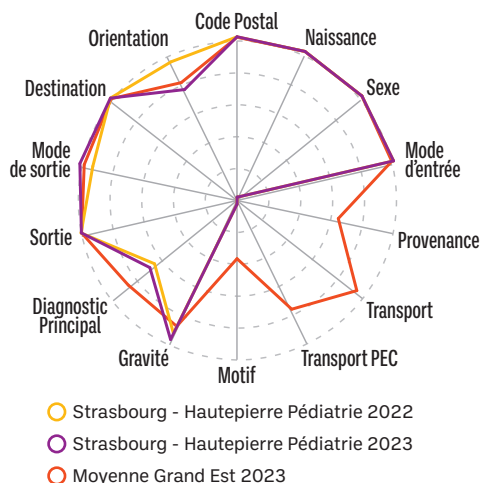 Code Postal
Naissance
Sexe
Mode
d'entrée
Provenance
Transport
Transport PEC
Motif
Gravité
Diagnostic
Principal
Sortie
Mode
de sortie
Destination
Orientation
Strasbourg - Hautepierre Pédiatrie 2022
Strasbourg - Hautepierre Pédiatrie 2023
Moyenne Grand Est 2023